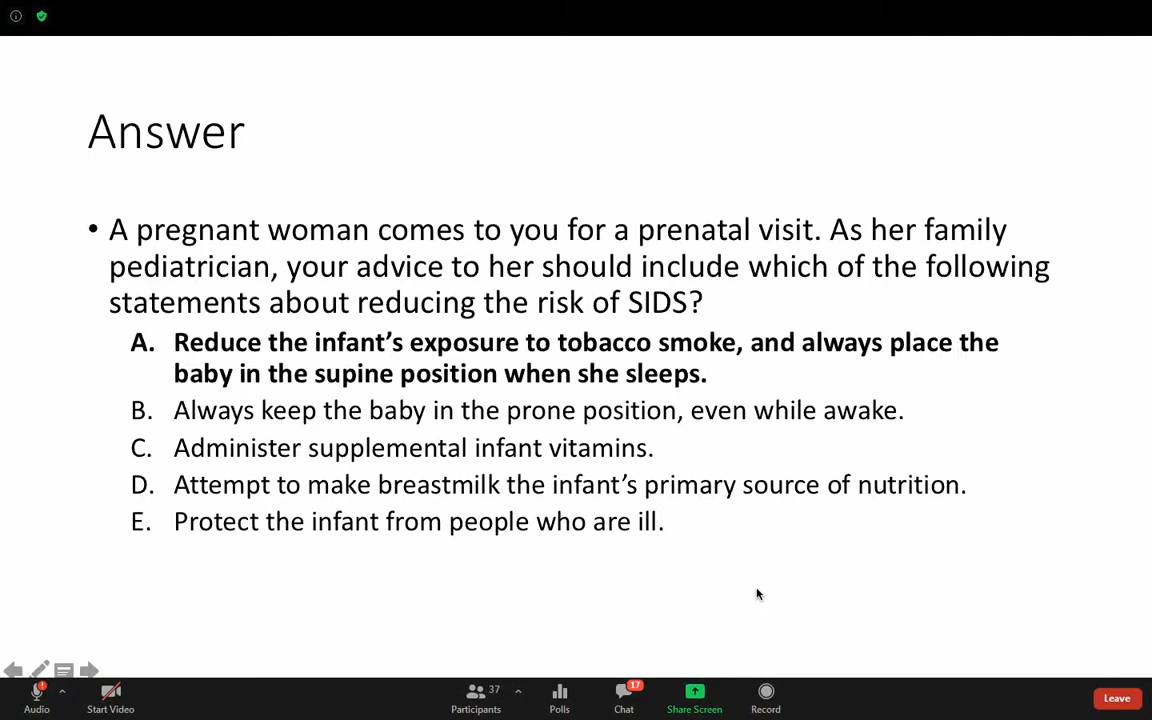 Answer
• A pregnant woman comes to you for a prenatal visit. As her family
pediatrician, your advice to her should include which of the following
statements about reducing the risk of SIDS?
A. Reduce the infant’s exposure to tobacco smoke, and always place the
baby in the supine position when she sleeps.
B. Always keep the baby in the prone position, even while awake.
C. Administer supplemental infant vitamins.
D. Attempt to make breastmilk the infant’s primary source of nutrition.
E. Protect the infant from people who are ill.
37
17
Audio
Start Video
Participants
Polls
Chat
Share Screen
Record
Leave